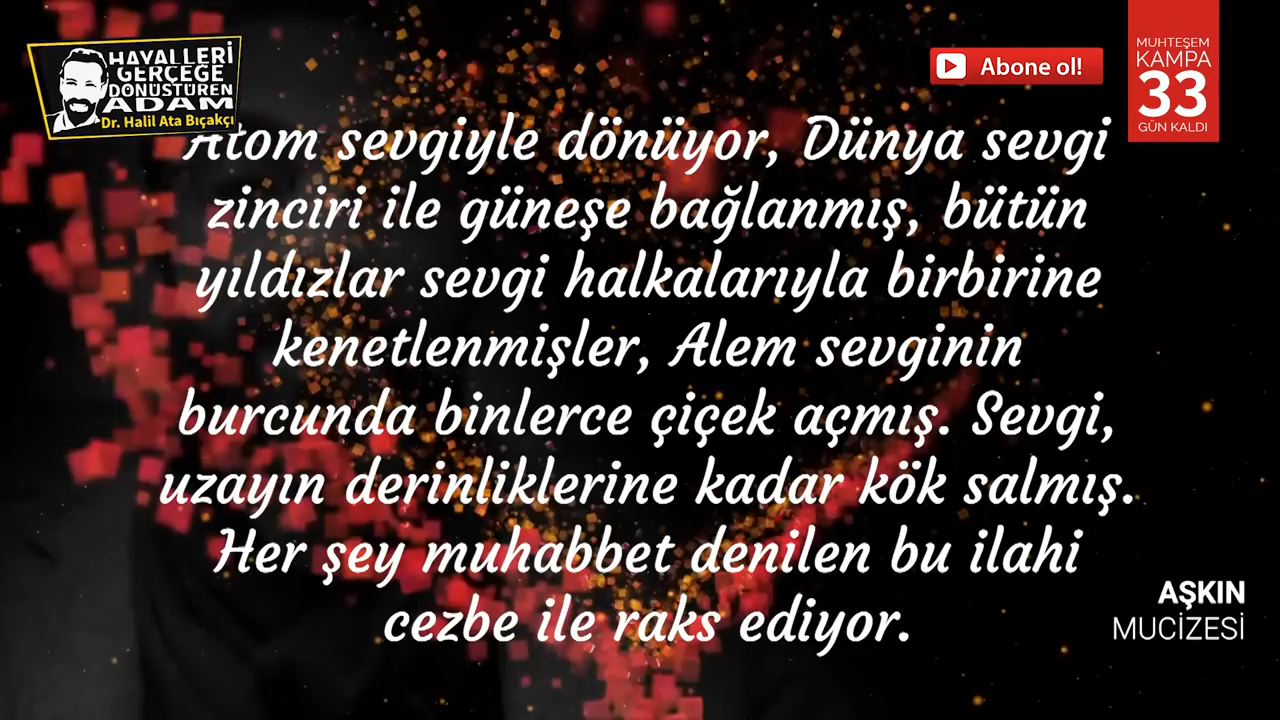 HAYALLERİ
GERÇEĞE
DÖNÜŞTÜREN
ADAM
Dr. Halil Ata Bıçakçı
Abone ol!
MUHTEŞEM
KAMPA
33
GÜN KALDI
Atom sevgiyle dönüyor, Dünya sevgi
zinciri ile güneşe bağlanmış, bütün
yıldızlar sevgi halkalarıyla birbirine
kenetlenmişler, Alem sevginin
burcunda binlerce çiçek açmış. Sevgi,
uzayın derinliklerine kadar kök salmış.
Her şey muhabbet denilen bu ilahi
cezbe ile raks ediyor.
AŞKIN
MUCİZESİ